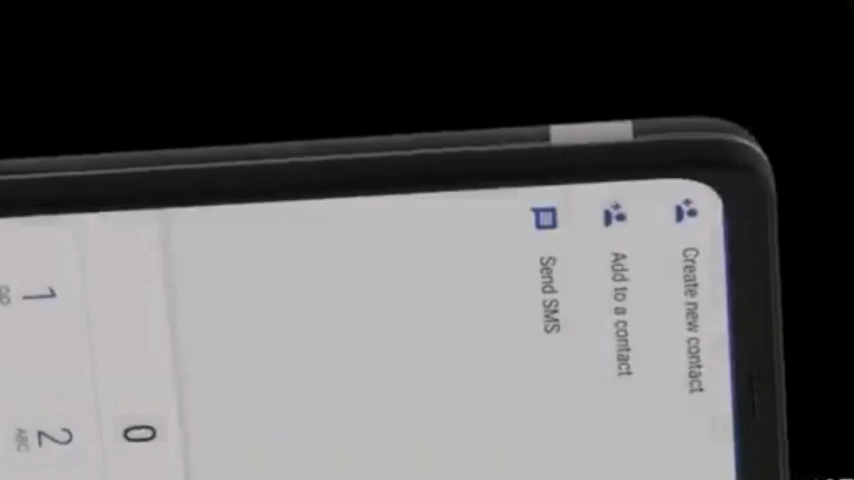 Create new contact
Add to a contact
Send SMS
0
1
2
ABC